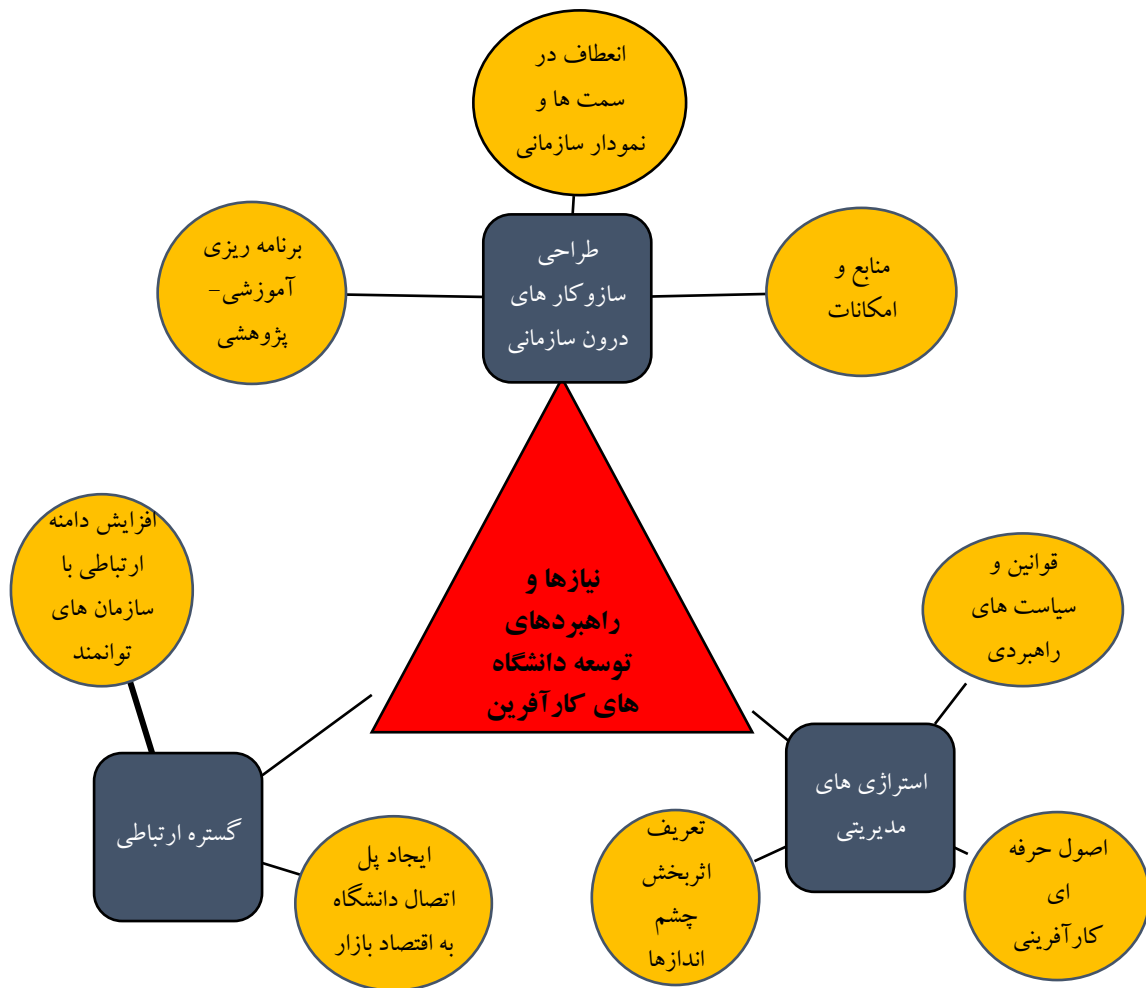 انعطاف در
سمت ها و
نمودار سازمانی
برنامه ریزی
آموزشی–
پژوهشی
طراحی
سازوکار های
درون سازمانی
منابع و
امکانات
نیازها و
راهبردهای
توسعه دانشگاه
های کارآفرین
افزایش دامنه
ارتباطی با
سازمان های
توانمند
قوانین و
سیاست های
راهبردی
گستره ارتباطی
استراژی های
مدیریتی
ایجاد پل
اتصال دانشگاه
به اقتصاد بازار
تعریف
اثربخش
چشم
اندازها
اصول حرفه
ای
کارآفرینی